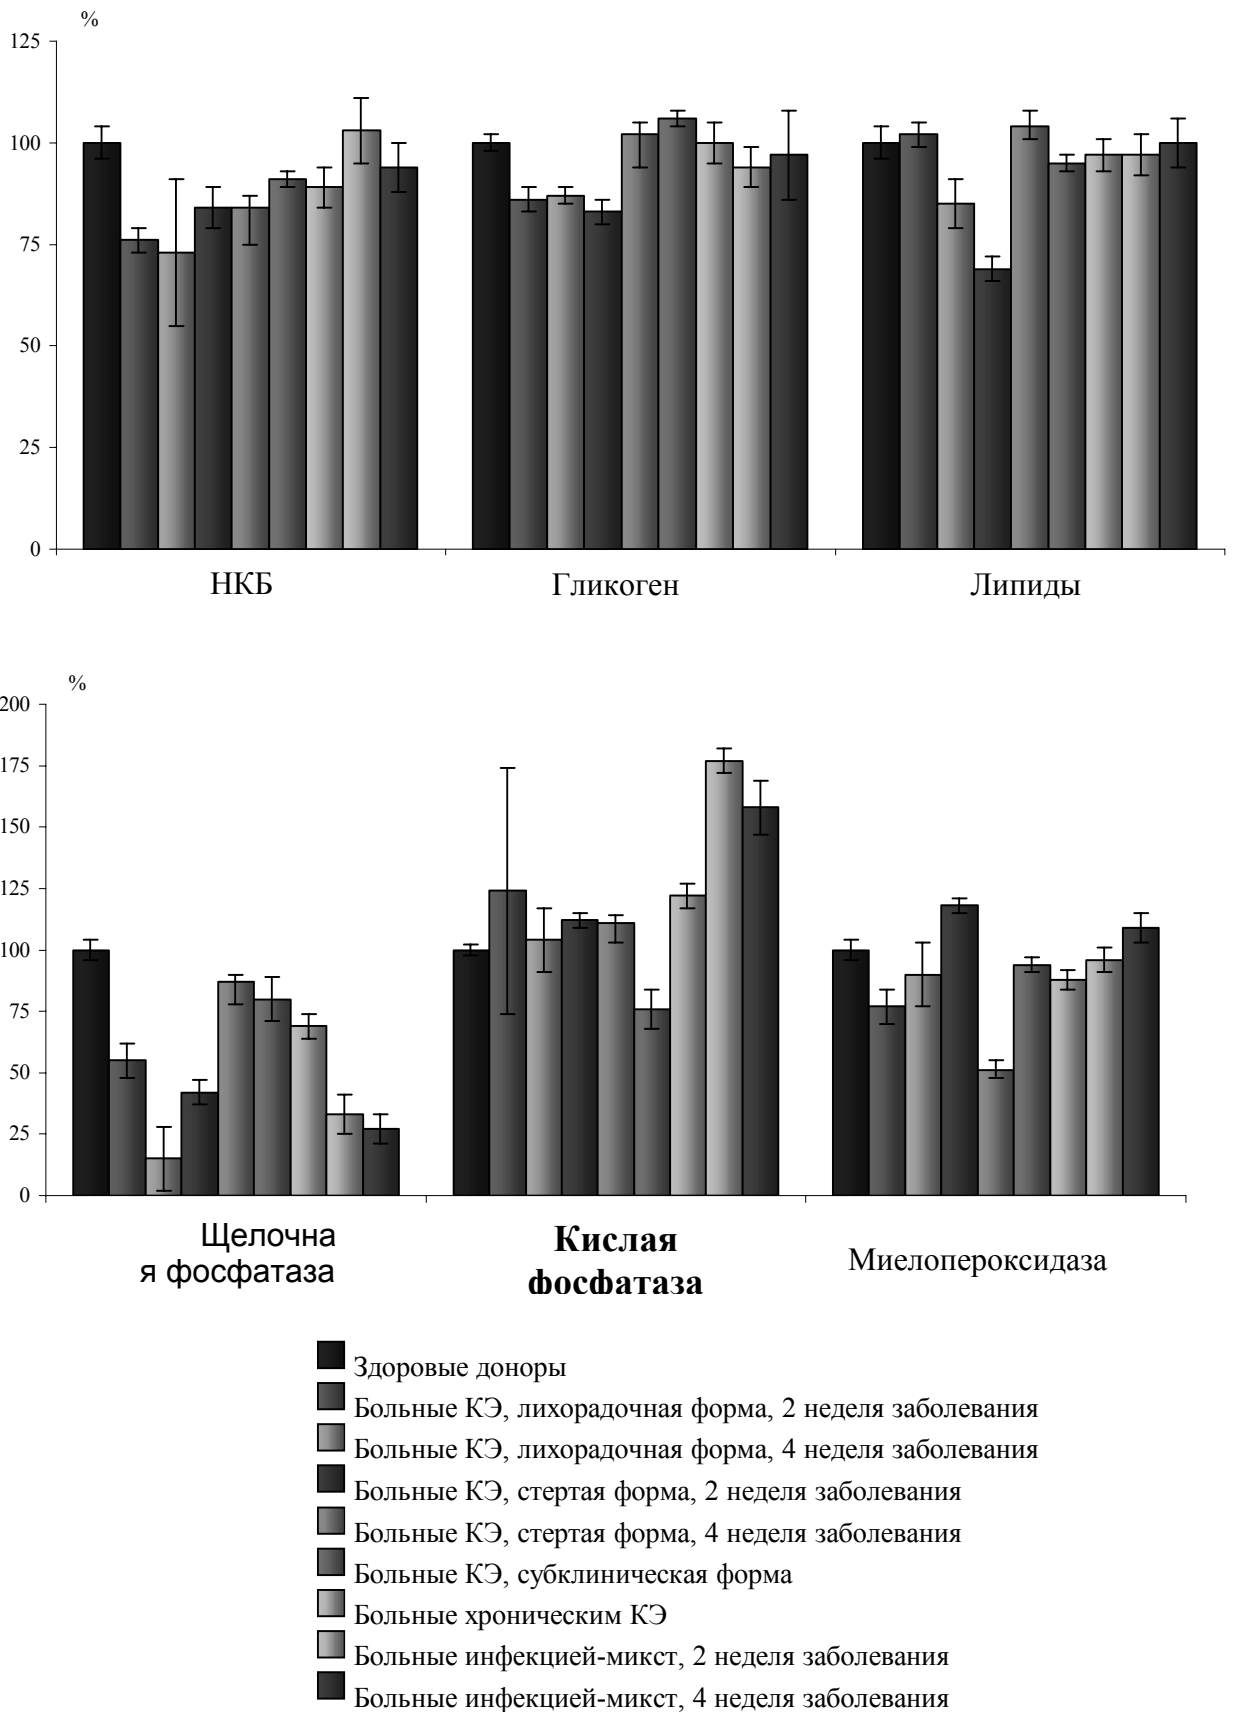 %
125
100
75
50
25
0
НКБ Гликоген Липиды
%
200
175
150
125
100
75
50
25
0
Щелочна
я фосфатаза
Кислая
фосфатаза
Миелопероксидаза
Здоровые доноры
Больные КЭ, лихорадочная форма, 2 неделя заболевания
Больные КЭ, лихорадочная форма, 4 неделя заболевания
Больные КЭ, стертая форма, 2 неделя заболевания
Больные КЭ, стертая форма, 4 неделя заболевания
Больные КЭ, субклиническая форма
Больные хроническим КЭ
Больные инфекцией-микст, 2 неделя заболевания
Больные инфекцией-микст, 4 неделя заболевания